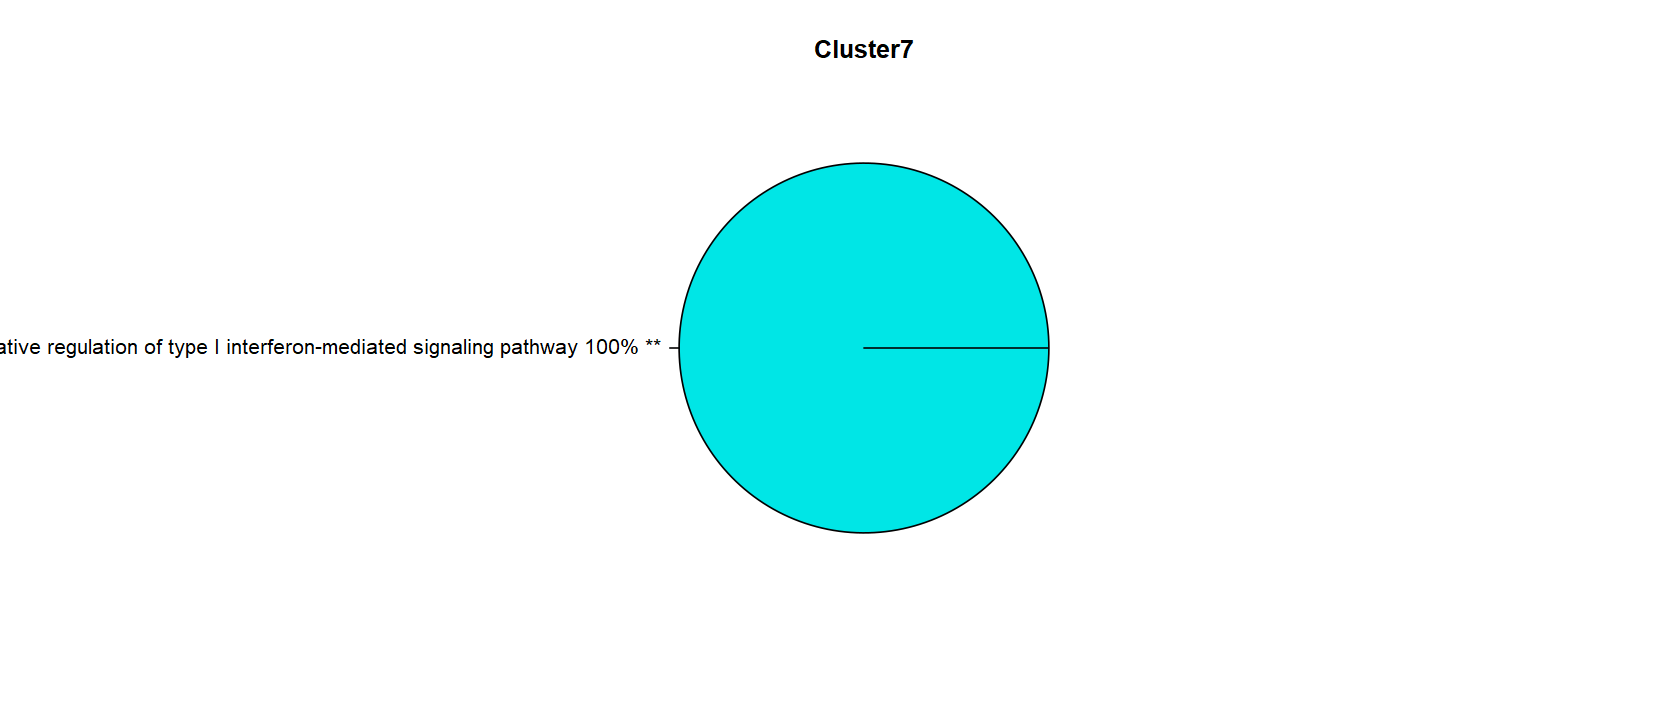 Cluster7
ative regulation of type I interferon-mediated signaling pathway 100% **